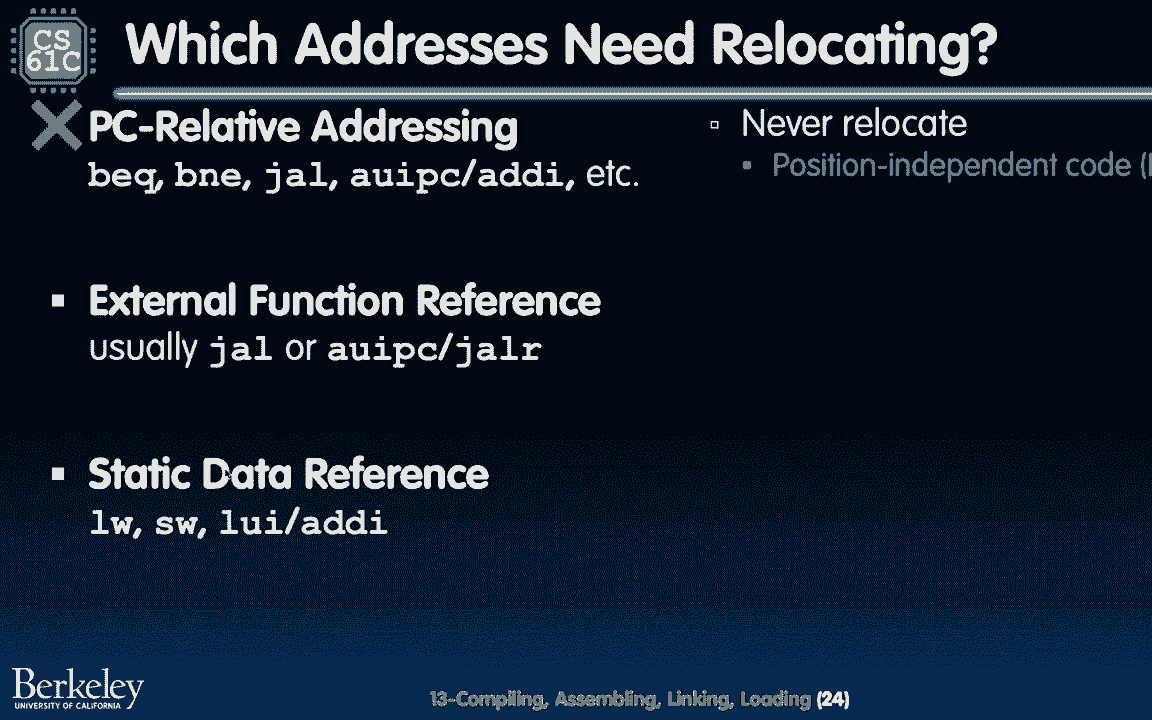 CS
61C
Which Addresses Need Relocating?
PC-Relative Addressing
beq, bne, jal, auipc/addi, etc.
Never relocate
Position-independent code (
External Function Reference
usually jal or auipc/jalr
Static Data Reference
lw, sw, lui/addi
Berkeley
UNIVERSITY OF CALIFORNIA
13-Compiling, Assembling, Linking, Loading (24)